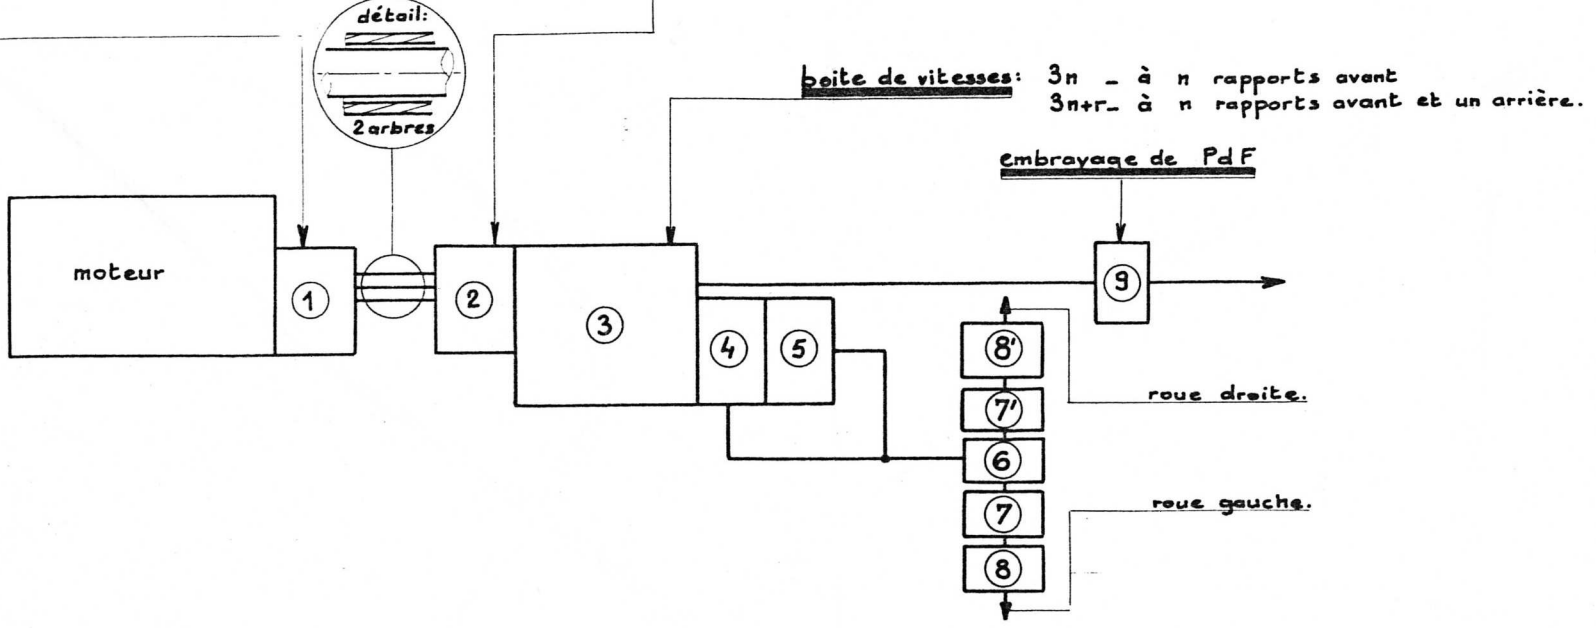 détail:
2 arbres
boite de vitesses: 3n _ à n rapports avant
3n+r_ à n rapports avant et un arrière.
embrayage de PdF
moteur
1
2
3
4
5
9
8'
7'
6
7
8
roue droite.
roue gauche.